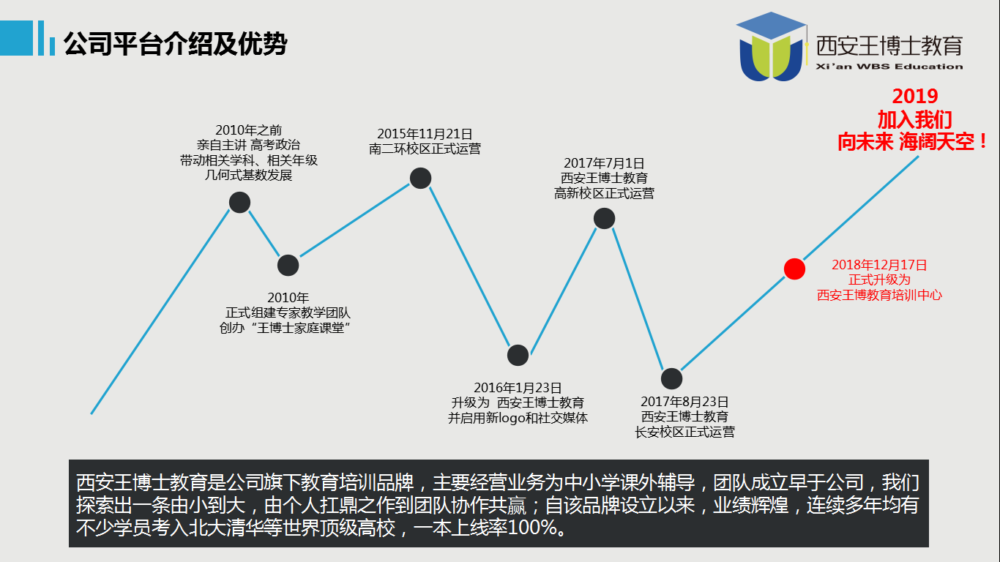 公司平台介绍及优势
西安王博士教育
Xi'an WBS Education
2019
加入我们
向未来 海阔天空！
2010年之前
亲自主讲 高考政治
带动相关学科、相关年级
几何式基数发展
2015年11月21日
南二环校区正式运营
2017年7月1日
西安王博士教育
高新校区正式运营
2018年12月17日
正式升级为
西安王博教育培训中心
2010年
正式组建专家教学团队
创办“王博士家庭课堂”
2016年1月23日
升级为 西安王博士教育
并启用新logo和社交媒体
2017年8月23日
西安王博士教育
长安校区正式运营
西安王博士教育是公司旗下教育培训品牌，主要经营业务为中小学课外辅导，团队成立早于公司，我们
探索出一条由小到大，由个人扛鼎之作到团队协作共赢；自该品牌设立以来，业绩辉煌，连续多年均有
不少学员考入北大清华等世界顶级高校，一本上线率100%。